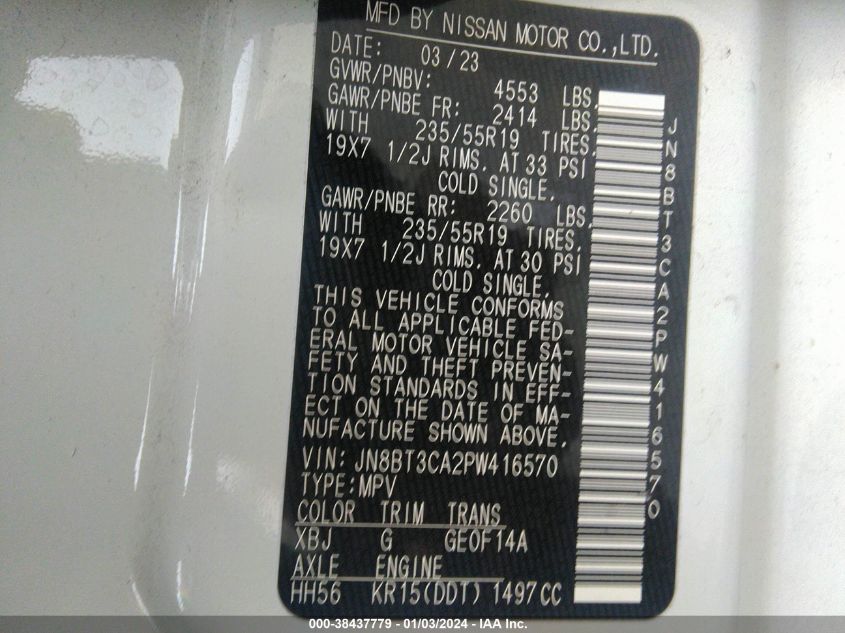 MFD BY NISSAN MOTOR CO.,LTD.
DATE: 03/23
GVWR/PNBV: 4553 LBS.
GAWR/PNBE FR: 2414 LBS.
WITH 235/55R19 TIRES.
19X7 1/2J RIMS. AT 33 PSI
COLD SINGLE.
GAWR/PNBE RR: 2260 LBS.
WITH 235/55R19 TIRES.
19X7 1/2J RIMS. AT 30 PSI
COLD SINGLE.
THIS VEHICLE CONFORMS
TO ALL APPLICABLE FED-
ERAL MOTOR VEHICLE SA-
FETY AND THEFT PREVEN-
TION STANDARDS IN EFF-
ECT ON THE DATE OF MA-
NUFACTURE SHOWN ABOVE.
VIN: JN8BT3CA2PW416570
TYPE:MPV
COLOR TRIM TRANS
XBJ G GE0F14A
AXLE ENGINE
HH56 KR15(DDT) 1497CC
JN8BT3CA2PW416570
000-38437779 - 01/03/2024 - IAA Inc.